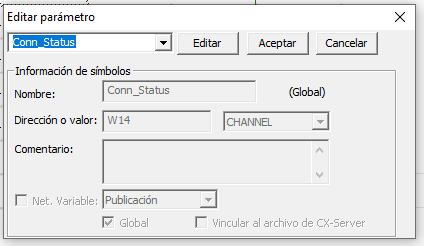 Editar parámetro
Conn_Status Editar Aceptar Cancelar
Información de símbolos
Nombre: Conn_Status (Global)
Dirección o valor: W14 CHANNEL
Comentario:
Net. Variable: Publicación
Global Vincular al archivo de CX-Server